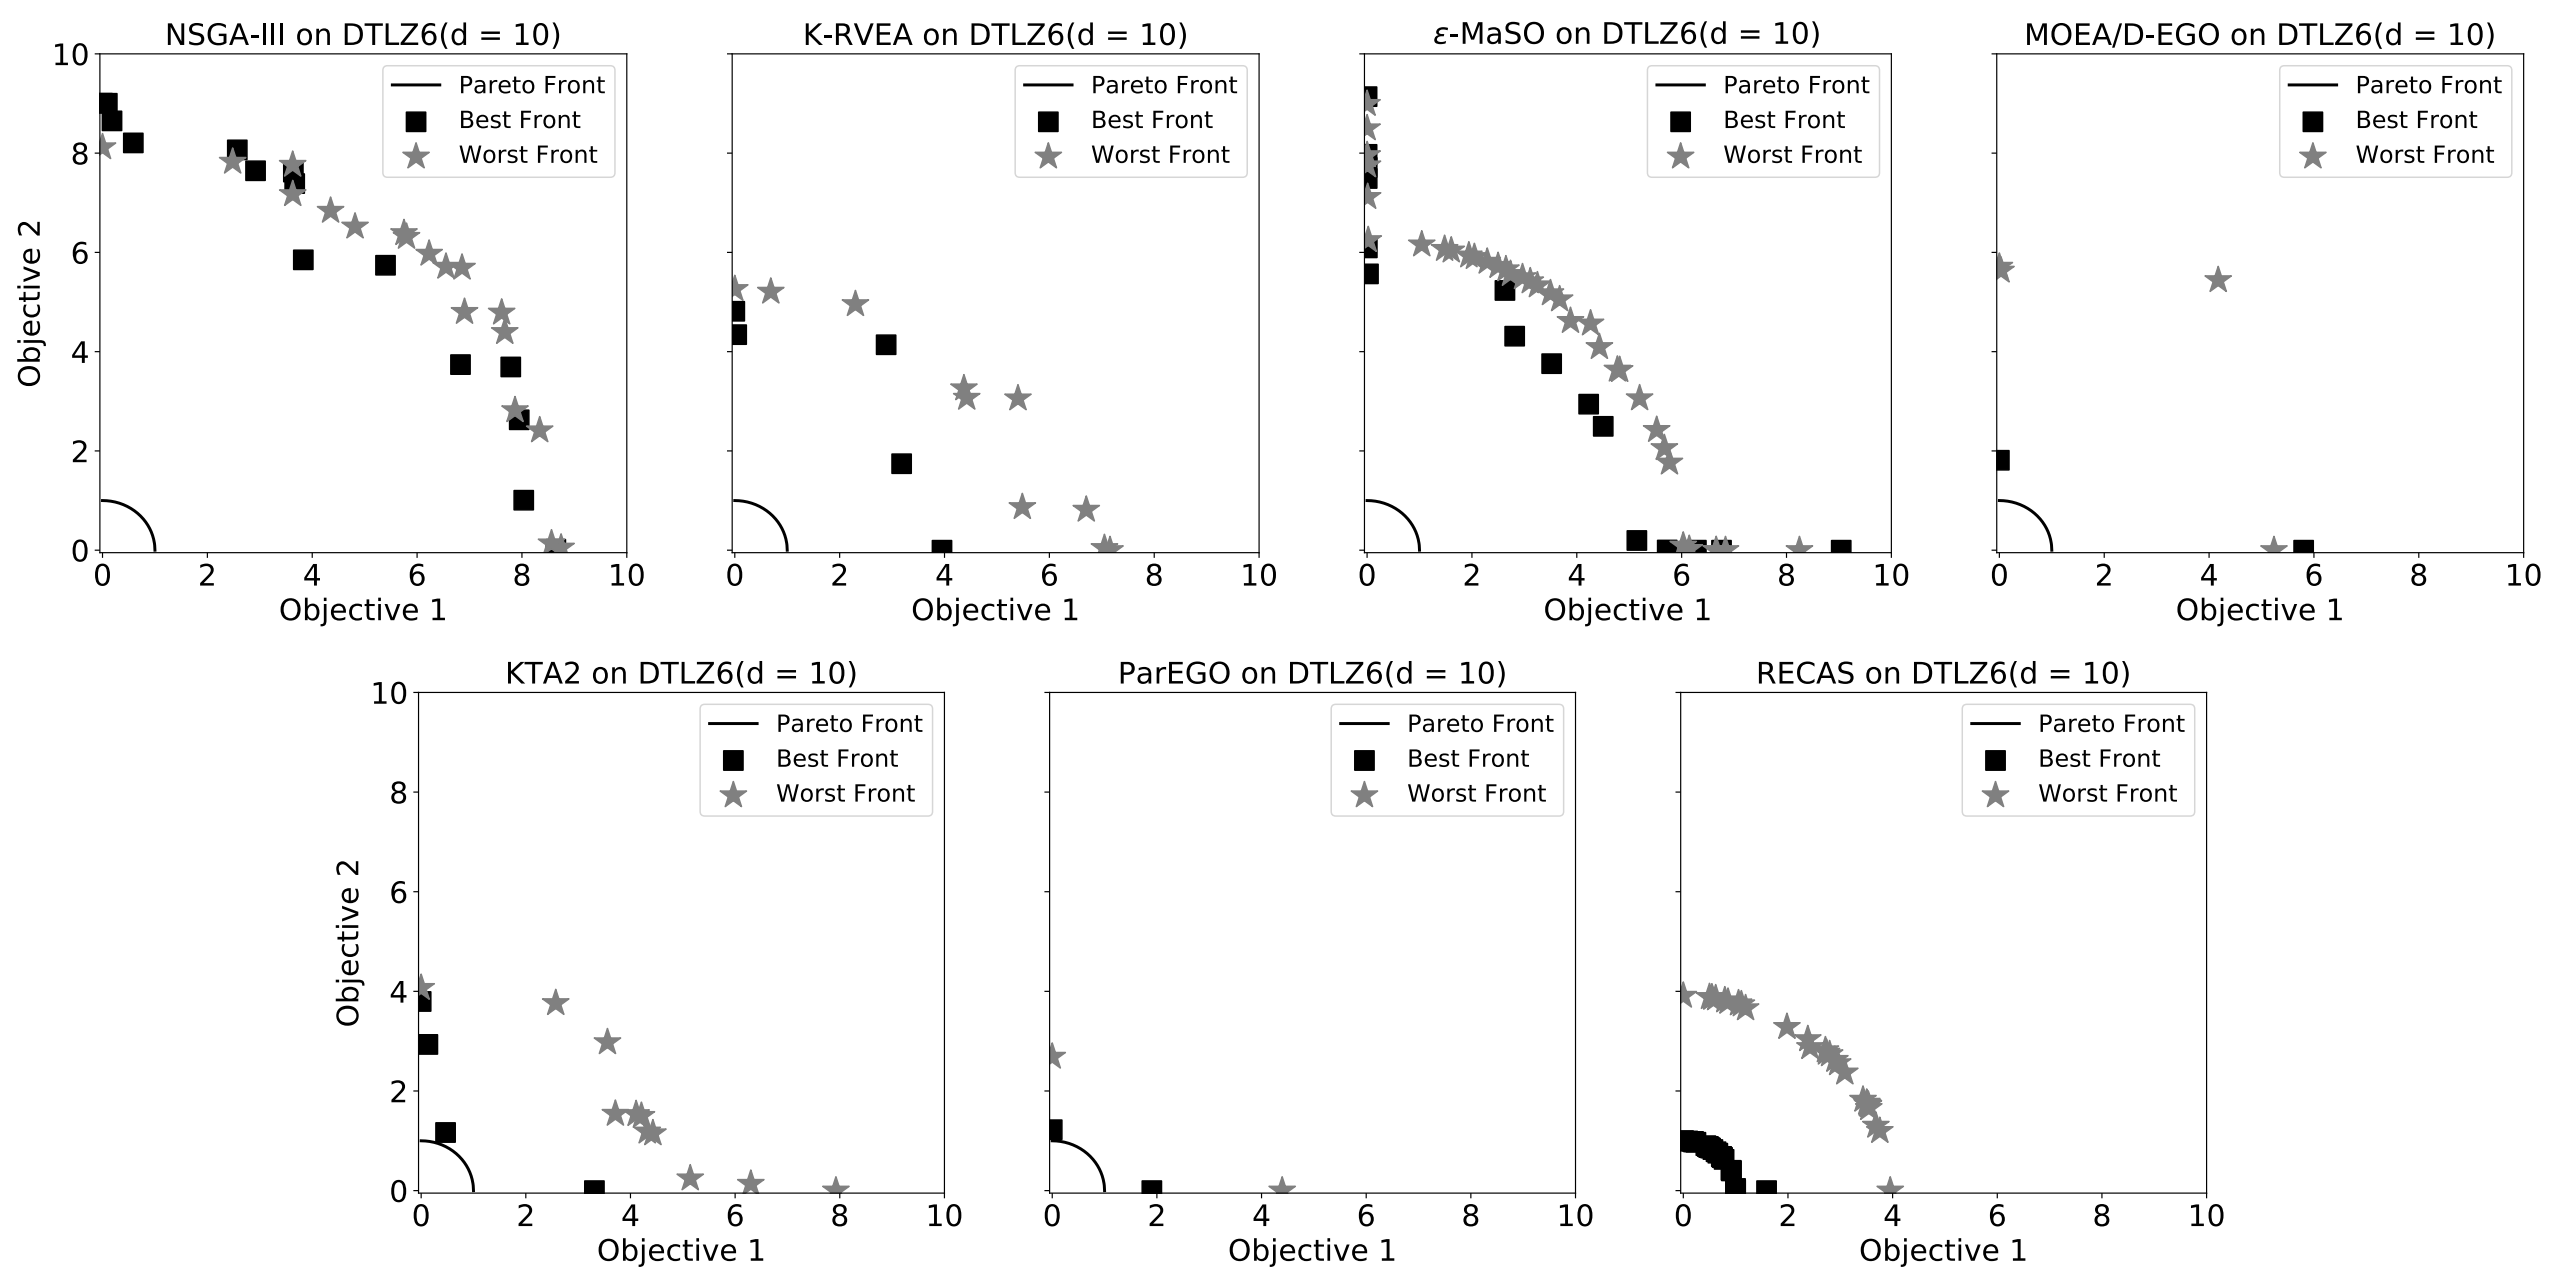 NSGA-III on DTLZ6(d = 10)
10
8
6
4
2
0
Objective 2
0 2 4 6 8 10
Objective 1
Pareto Front
Best Front
Worst Front
K-RVEA on DTLZ6(d = 10)
Pareto Front
Best Front
Worst Front
0 2 4 6 8 10
Objective 1
ε-MaSO on DTLZ6(d = 10)
Pareto Front
Best Front
Worst Front
0 2 4 6 8 10
Objective 1
MOEA/D-EGO on DTLZ6(d = 10)
Pareto Front
Best Front
Worst Front
0 2 4 6 8 10
Objective 1
KTA2 on DTLZ6(d = 10)
10
8
6
4
2
0
Objective 2
Pareto Front
Best Front
Worst Front
0 2 4 6 8 10
Objective 1
ParEGO on DTLZ6(d = 10)
Pareto Front
Best Front
Worst Front
0 2 4 6 8 10
Objective 1
RECAS on DTLZ6(d = 10)
Pareto Front
Best Front
Worst Front
0 2 4 6 8 10
Objective 1